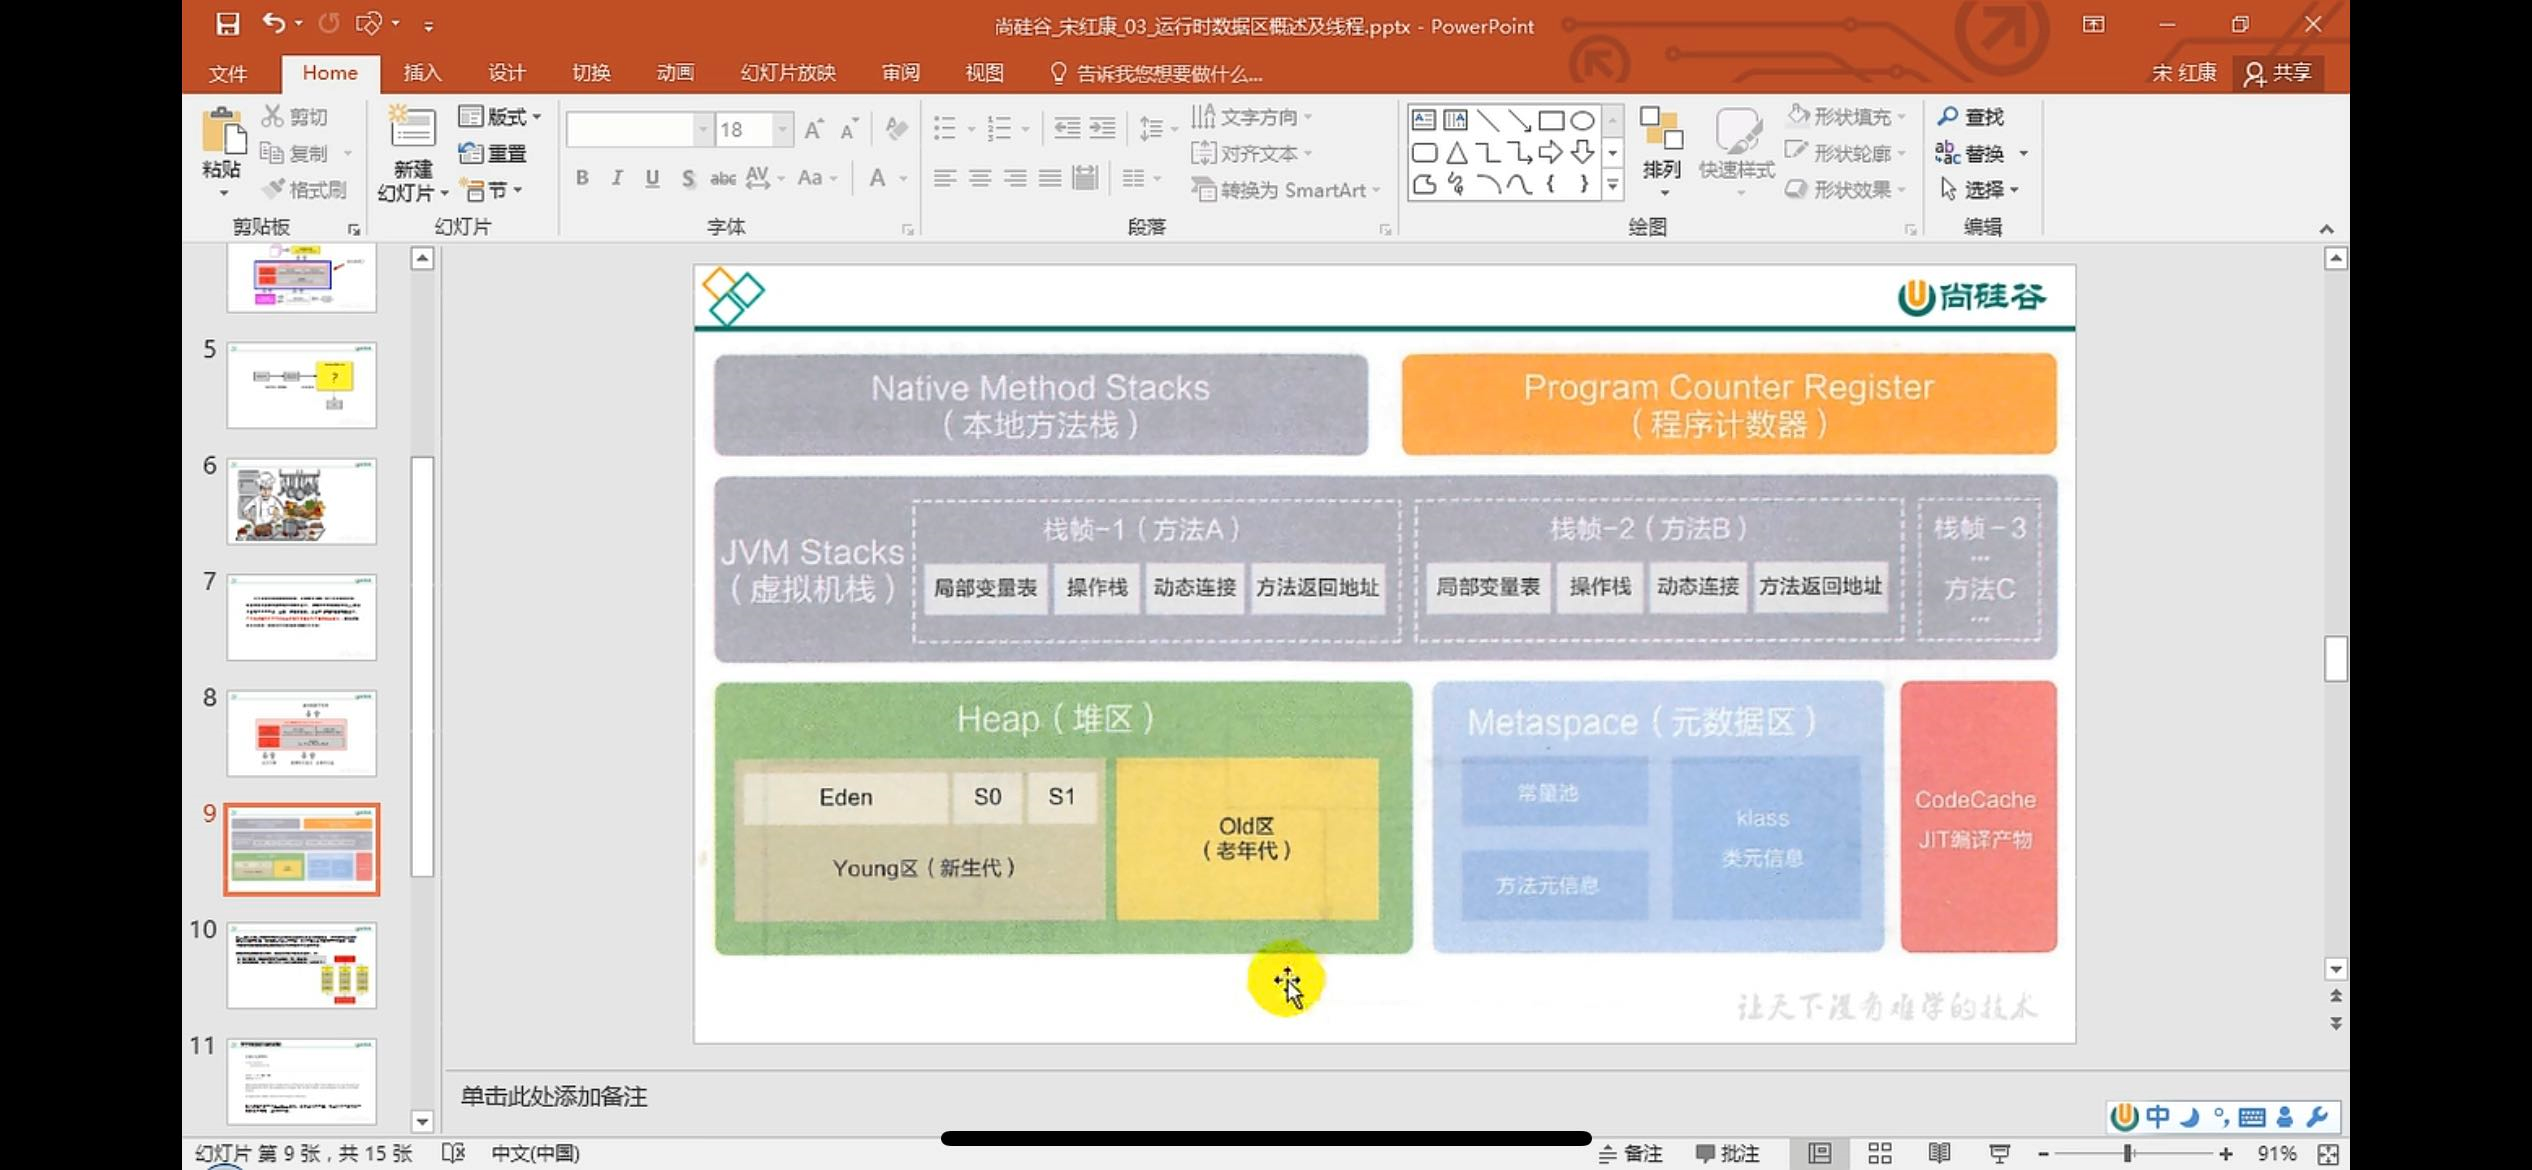 尚硅谷_宋红康_03_运行时数据区概述及线程.pptx - PowerPoint
文件 Home 插入 设计 切换 动画 幻灯片放映 审阅 视图 告诉我您想要做什么... 宋 红康 共享
粘贴
剪切
复制
格式刷
剪贴板
新建
幻灯片
版式
重置
节
幻灯片
18
B I U S abc AV Aa A
字体
文字方向
对齐文本
转换为 SmartArt
段落
排列
快速样式
形状填充
形状轮廓
形状效果
绘图
查找
替换
选择
编辑
5
6
7
8
9
10
11
尚硅谷
Native Method Stacks
（本地方法栈）
Program Counter Register
（程序计数器）
JVM Stacks
（虚拟机栈）
栈帧-1（方法A）
局部变量表 操作栈 动态连接 方法返回地址
栈帧-2（方法B）
局部变量表 操作栈 动态连接 方法返回地址
栈帧-3
...
方法C
...
Heap（堆区）
Eden S0 S1
Young区（新生代）
Old区
（老年代）
Metaspace（元数据区）
常量池
方法元信息
klass
类元信息
CodeCache
JIT编译产物
让天下没有难学的技术
单击此处添加备注
中
幻灯片 第 9 张，共 15 张 中文(中国) 备注 批注 91%